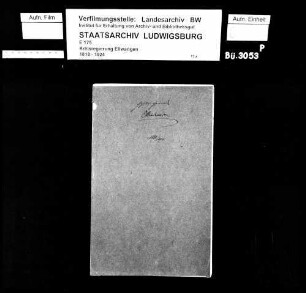 Aufn. Film
Verfilmungsstelle: Landesarchiv BW
Institut für Erhaltung von Archiv- und Bibliotheksgut
STAATSARCHIV LUDWIGSBURG
E 175
Kreisregierung Ellwangen
1818 - 1924
Aufn. Einheit
Bü. 3053
P